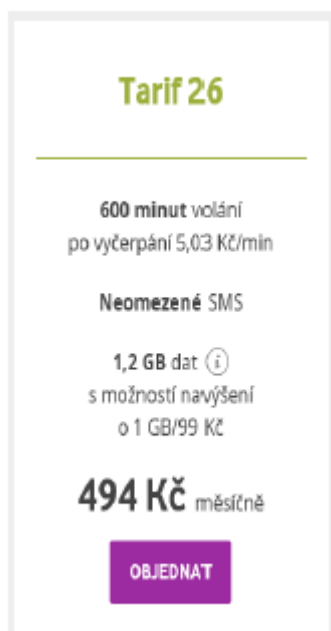 Tarif 26
600 minut volání
po vyčerpání 5,03 Kč/min
Neomezené SMS
1,2 GB dat i
s možností navýšení
o 1 GB/99 Kč
494 Kč měsíčně
OBJEDNAT